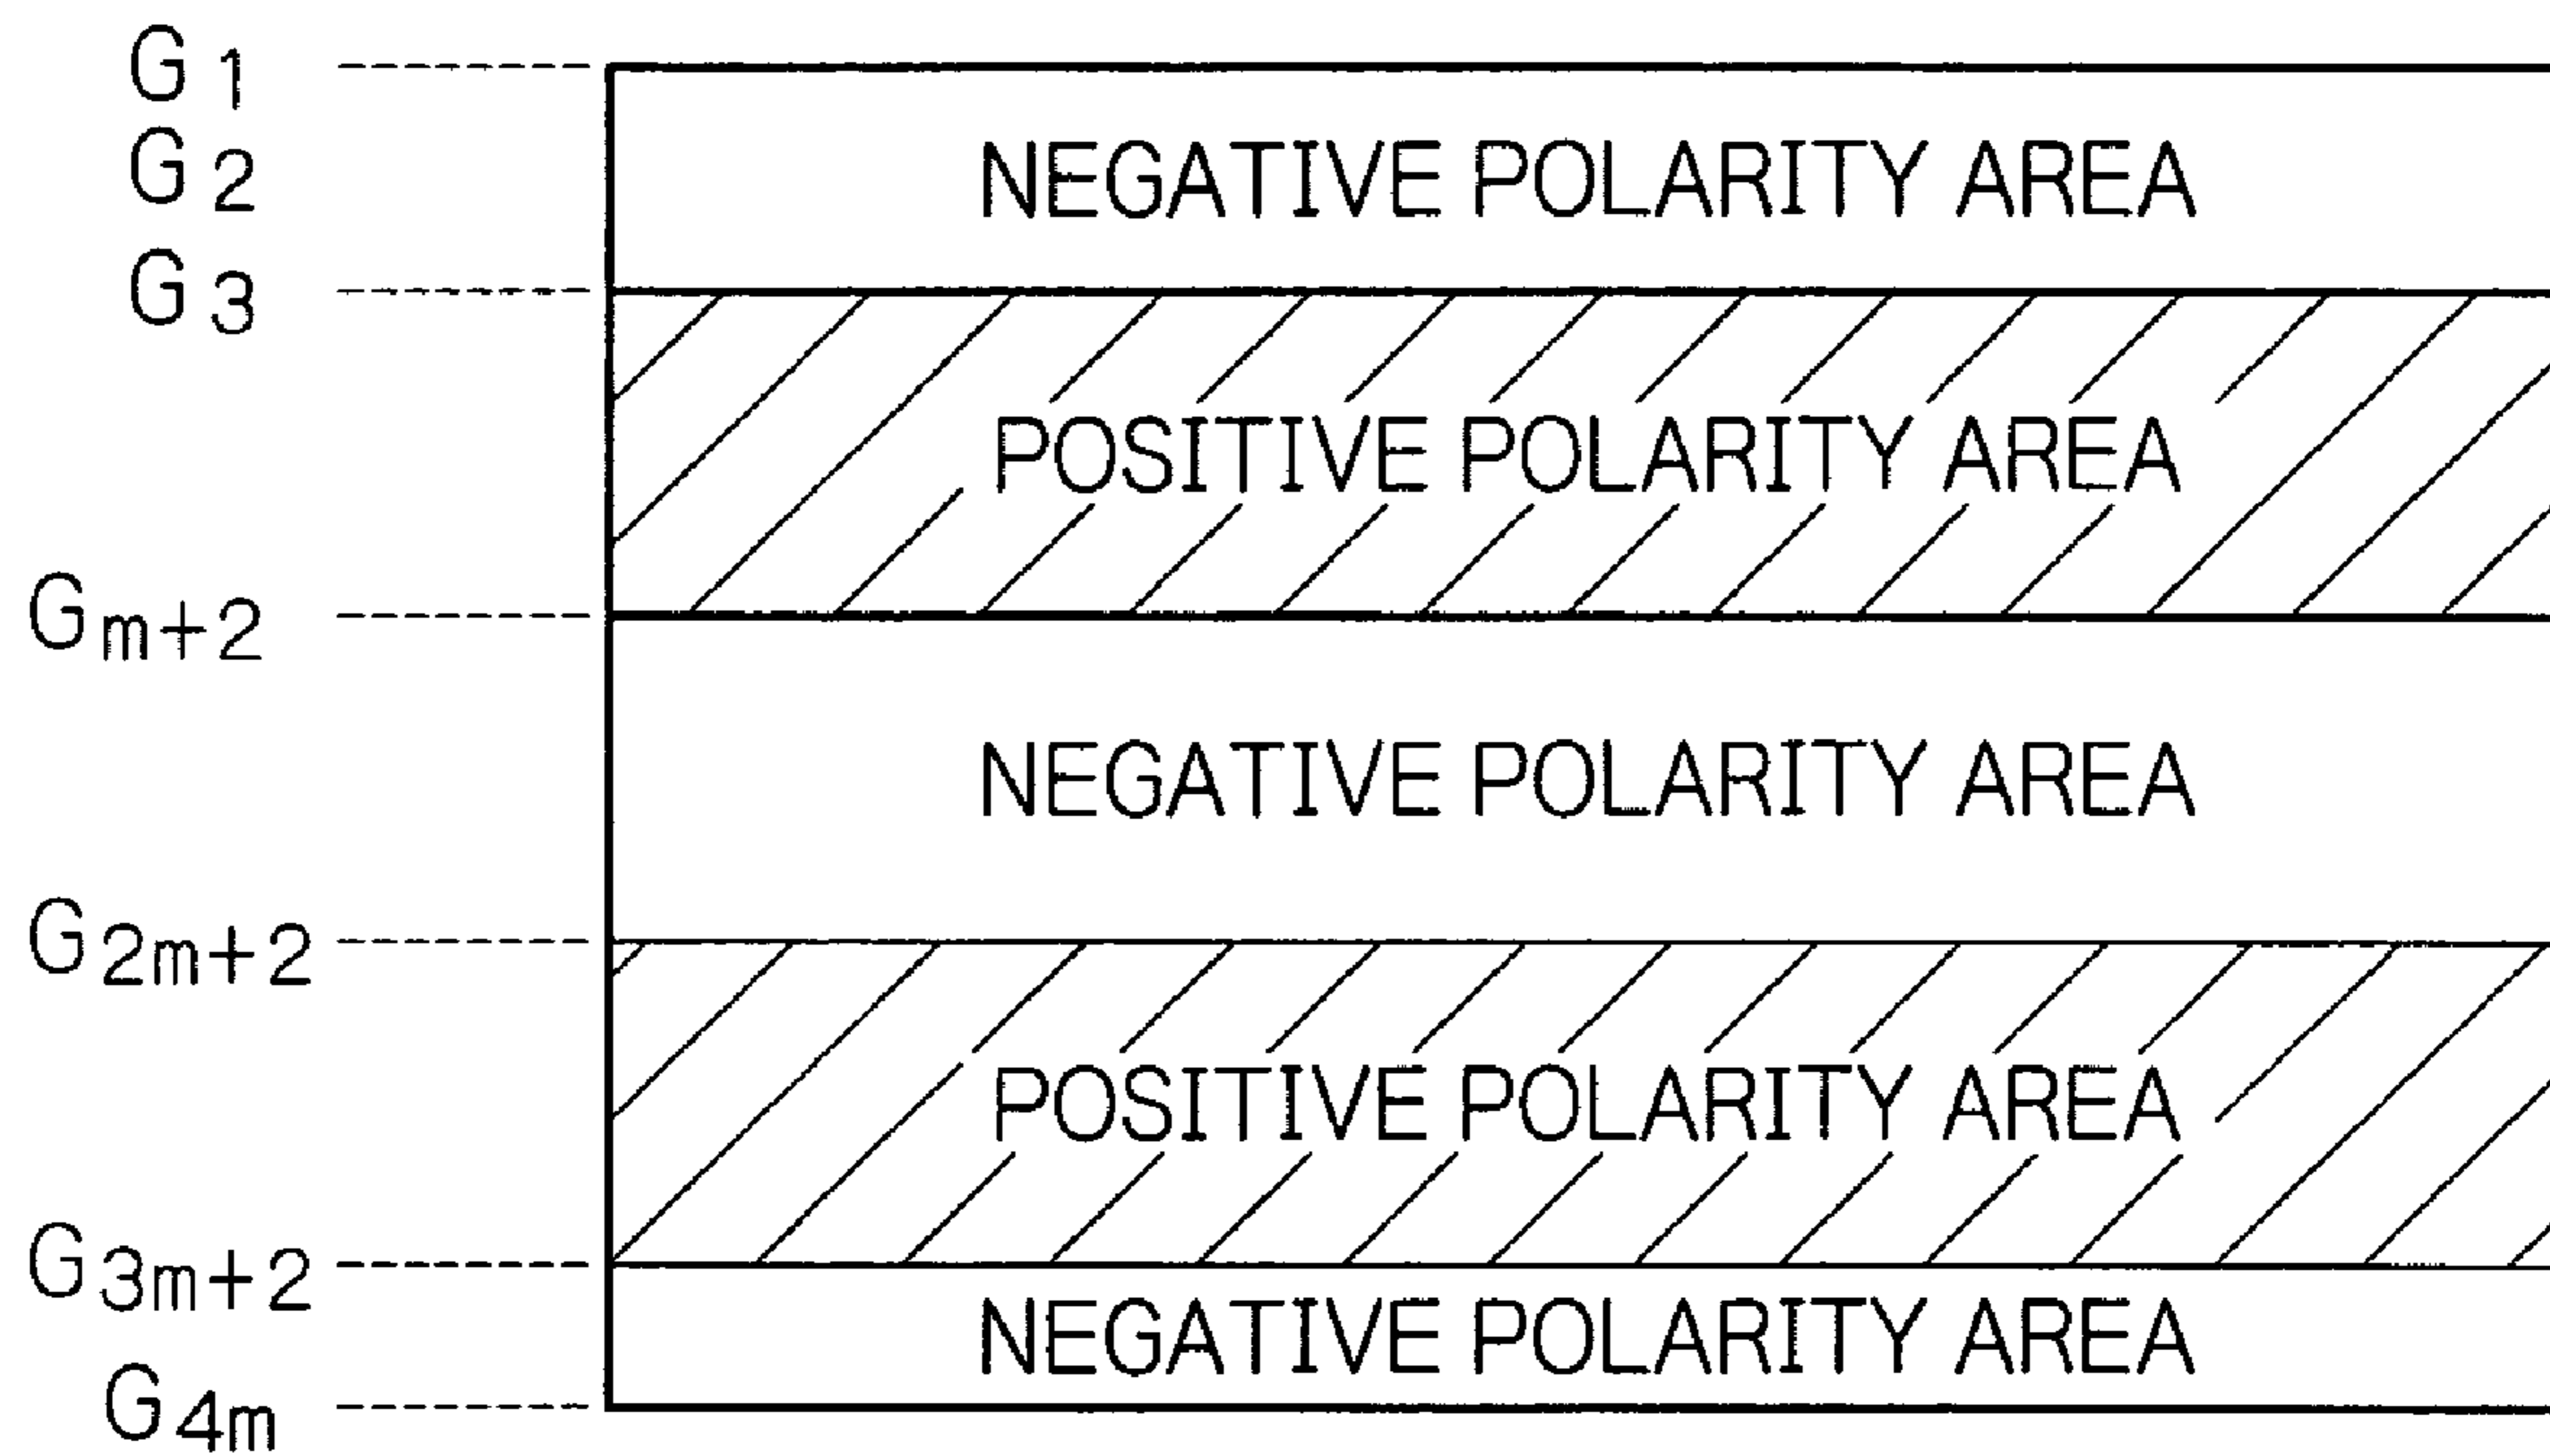 G1
G2 NEGATIVE POLARITY AREA
G3
POSITIVE POLARITY AREA
Gm+2
NEGATIVE POLARITY AREA
G2m+2
POSITIVE POLARITY AREA
G3m+2
NEGATIVE POLARITY AREA
G4m